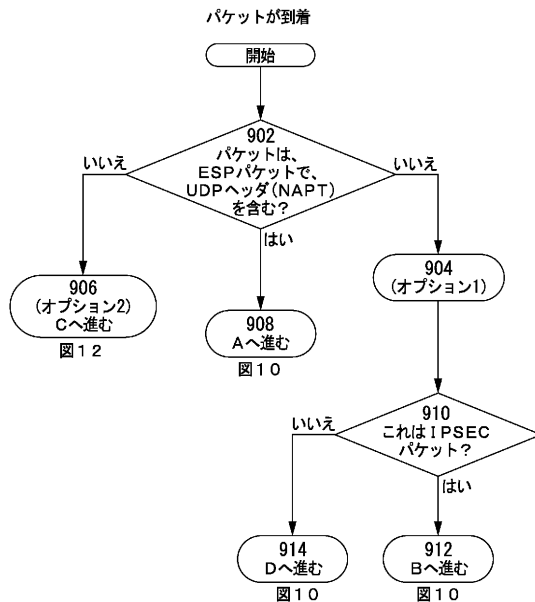 パケットが到着
開始
902
パケットは、
ESPパケットで、
UDPヘッダ(NAPT)
を含む?
いいえ
いいえ
はい
906
(オプション2)
Cへ進む
図12
908
Aへ進む
図10
904
(オプション1)
910
これはIPSEC
パケット?
いいえ
はい
914
Dへ進む
図10
912
Bへ進む
図10